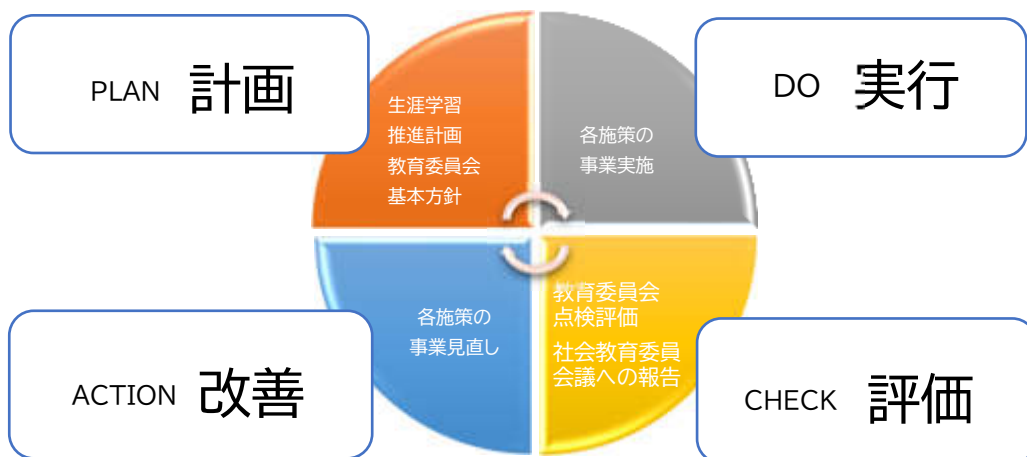 PLAN 計画
生涯学習
推進計画
教育委員会
基本方針
DO 実行
各施策の
事業実施
ACTION 改善
各施策の
事業見直し
教育委員会
点検評価
社会教育委員
会議への報告
CHECK 評価